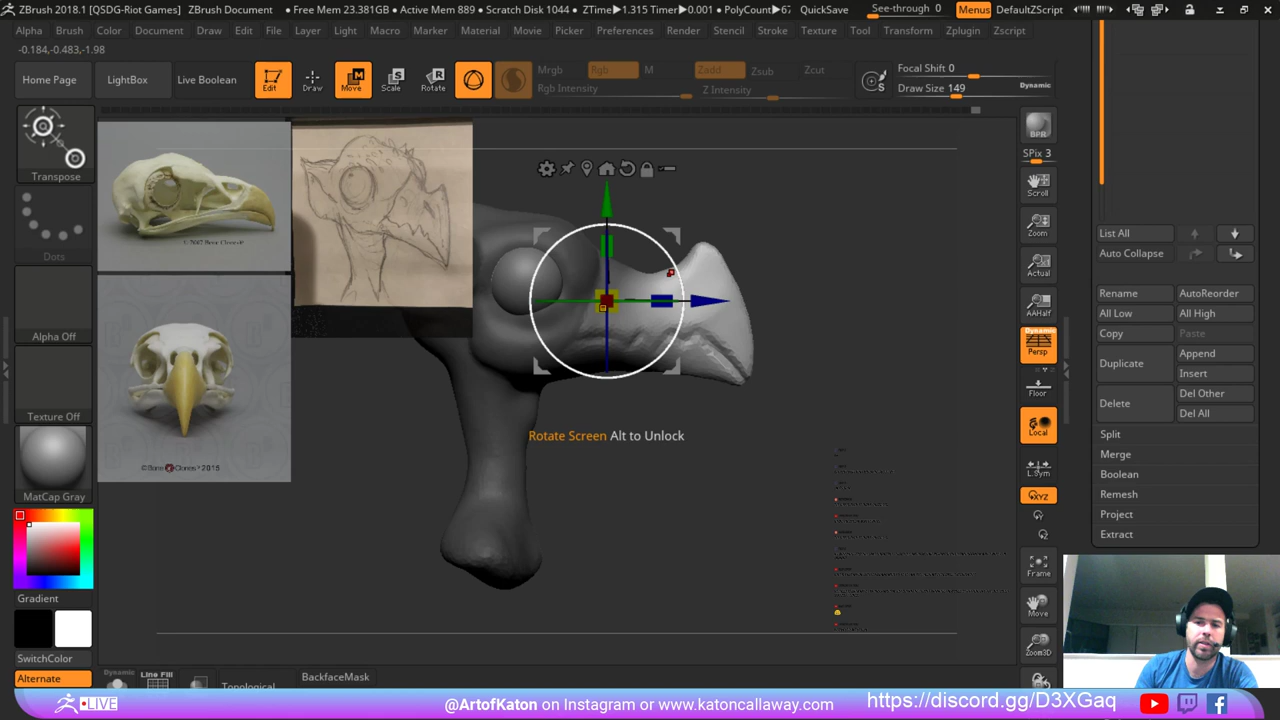 ZBrush 2018.1 [QSDG-Riot Games] ZBrush Document • Free Mem 23.381GB • Active Mem 889 • Scratch Disk 1044 • ZTime▶1.315 Timer▶0.001 • PolyCount▶67 QuickSave See-through 0 Menus DefaultZScript
Alpha Brush Color Document Draw Edit File Layer Light Macro Marker Material Movie Picker Preferences Render Stencil Stroke Texture Tool Transform Zplugin Zscript
-0.184,-0.483,-1.98
Home Page LightBox Live Boolean Edit Draw Move Scale Rotate
Mrgb Rgb M Zadd Zsub Zcut
Rgb Intensity Z Intensity
Focal Shift 0
Draw Size 149 Dynamic
Transpose
Dots
Alpha Off
Texture Off
MatCap Gray
Gradient
SwitchColor
Alternate
Rotate Screen Alt to Unlock
Dynamic
Line Fill
Topological
BackfaceMask
BPR
SPix 3
Scroll
Zoom
Actual
AAHalf
Dynamic
Persp
Floor
Local
L.Sym
XYZ
Frame
Move
Zoom3D
List All
Auto Collapse
Rename AutoReorder
All Low All High
Copy Paste
Duplicate
Append
Insert
Delete
Del Other
Del All
Split
Merge
Boolean
Remesh
Project
Extract
LIVE @ArtofKaton on Instagram or www.katoncallaway.com https://discord.gg/D3XGaq